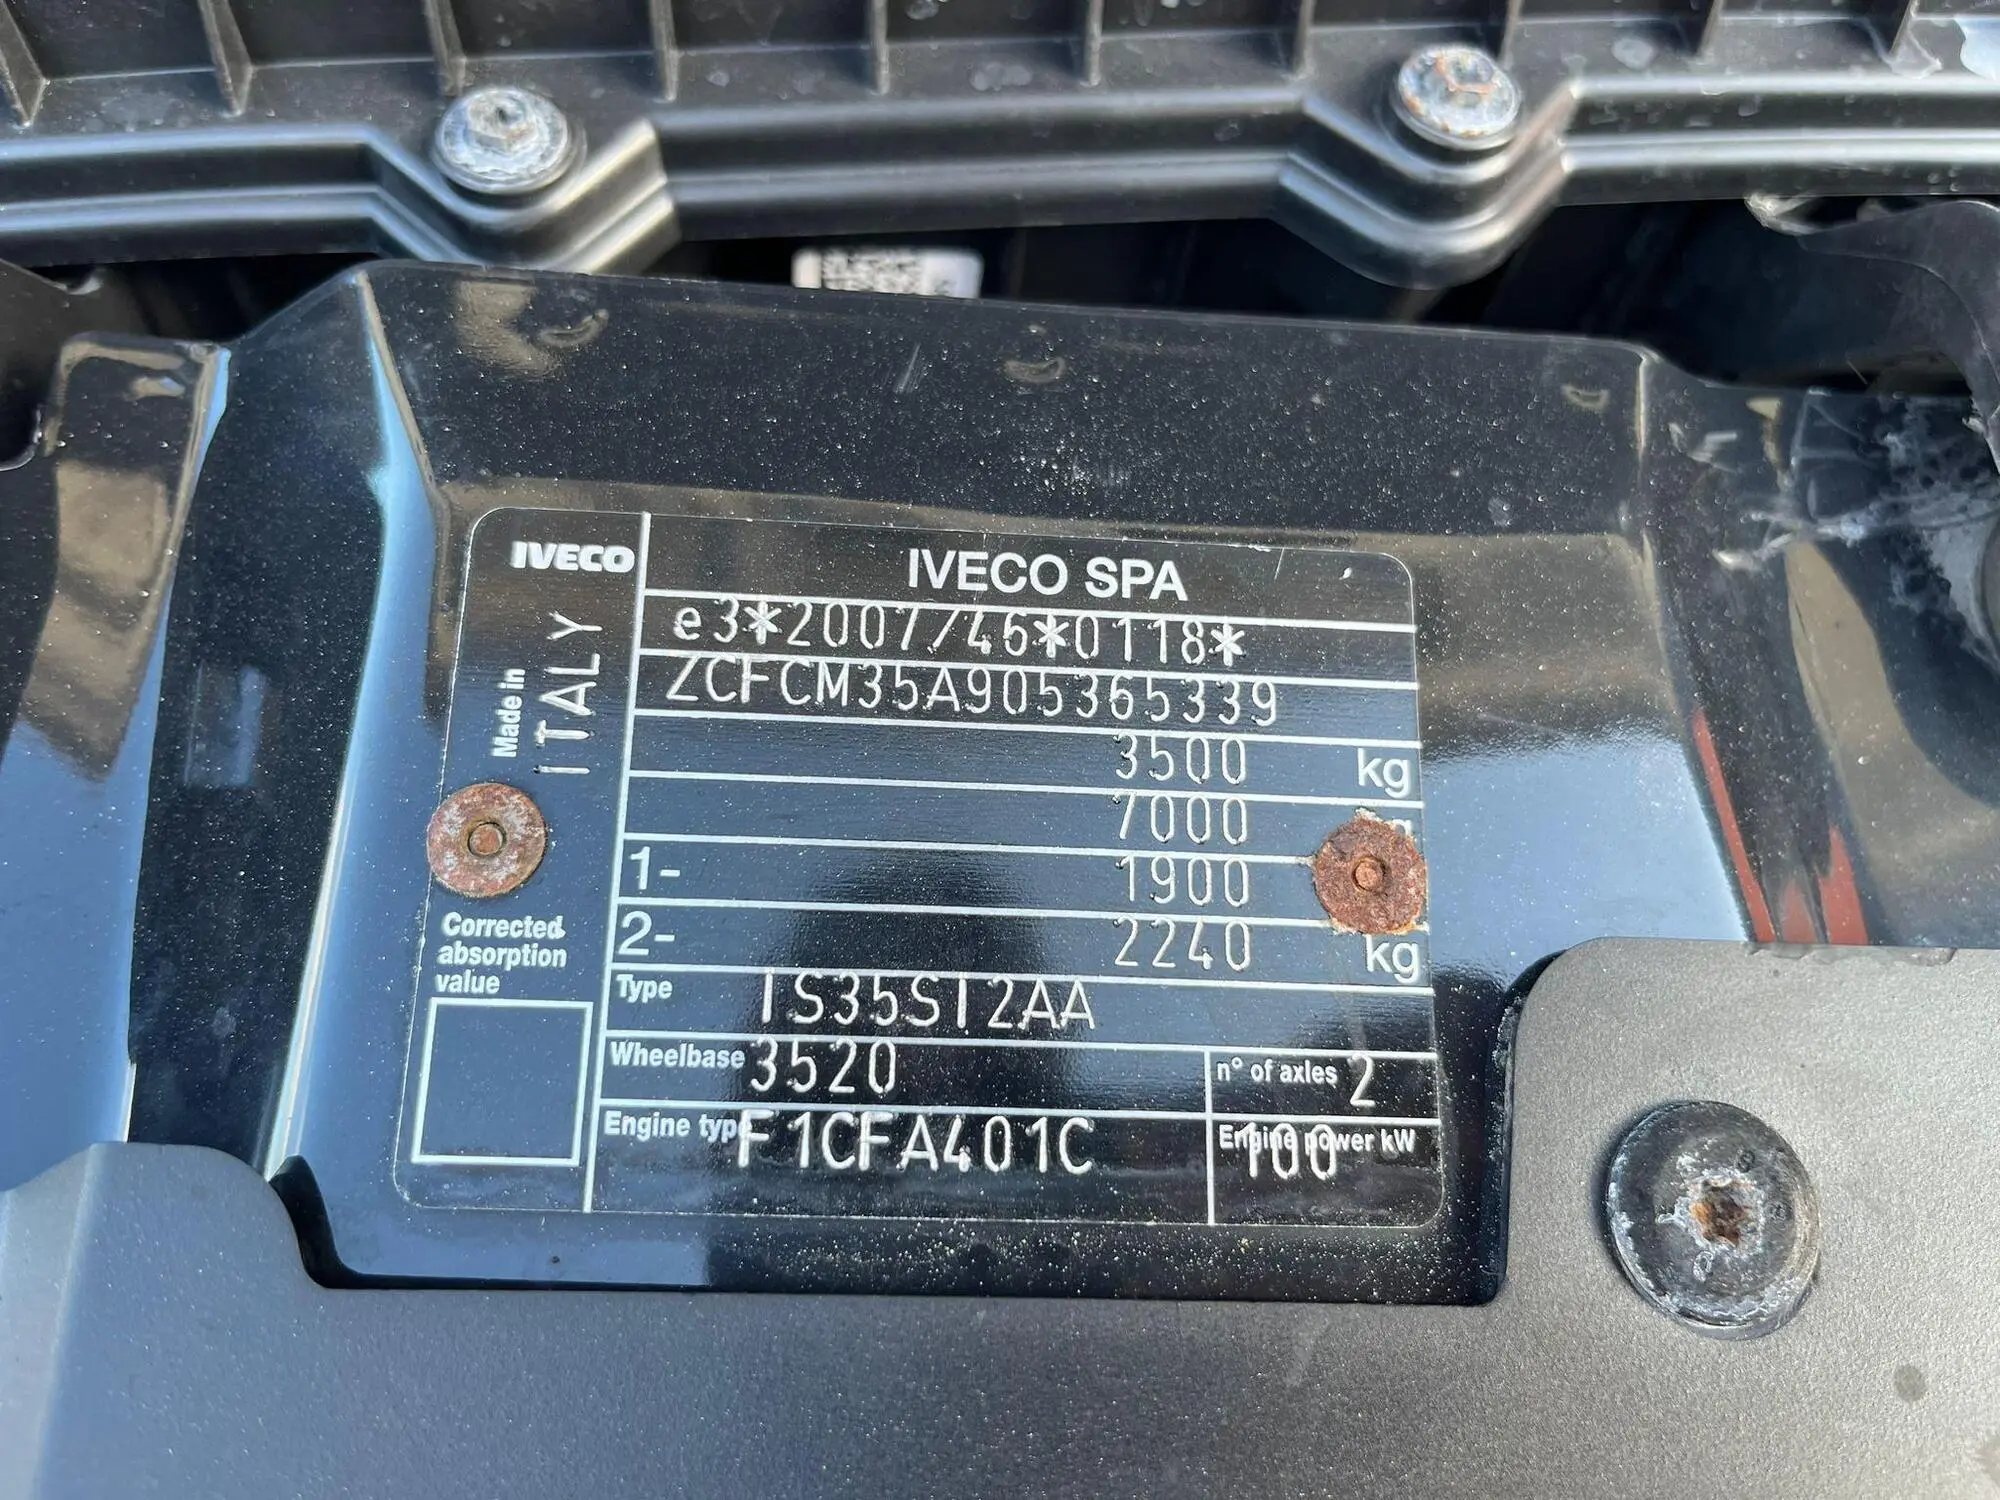 IVECO
IVECO SPA
Made in
ITALY
e3*2007/46*0118*
ZCFCM35A905365339
3500 kg
7000
1- 1900
2- 2240 kg
Corrected
absorption
value
Type IS35SI2AA
Wheelbase 3520
n° of axles 2
Engine type F1CFA401C
Engine power kW 100